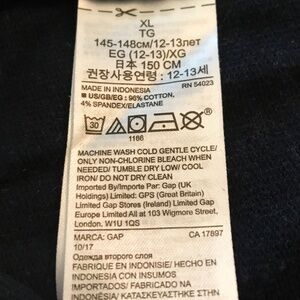 XL
TG
145-148см/12-13лет
EG (12-13)/XG
日本 150 CM
권장사용연령 : 12-13세
MADE IN INDONESIA RN 54023
■ US/GB/EG : 96% COTTON,
4% SPANDEX/ELASTANE
30
1166
MACHINE WASH COLD GENTLE CYCLE/
ONLY NON-CHLORINE BLEACH WHEN
NEEDED/ TUMBLE DRY LOW/ COOL
IRON/ DO NOT DRY CLEAN
Imported By/Importe Par: Gap (UK
Holdings) Limited: GPS (Great Britain)
Limited Gap Stores (Ireland) Limited Gap
Europe Limited All at 103 Wigmore Street,
London, W1U 1QS
MARCA: GAP CA 17897
10/17
Одежда второго слоя
FABRIQUE EN INDONISIE/ HECHO EN
INDONESIA CON INSUMOS
IMPORTADOS/ FABRICADO NA
INDONÉSIA/ ΚΑΤΑΣΚΕΥΑΖΤΗΚΕ ΣΤΗΝ